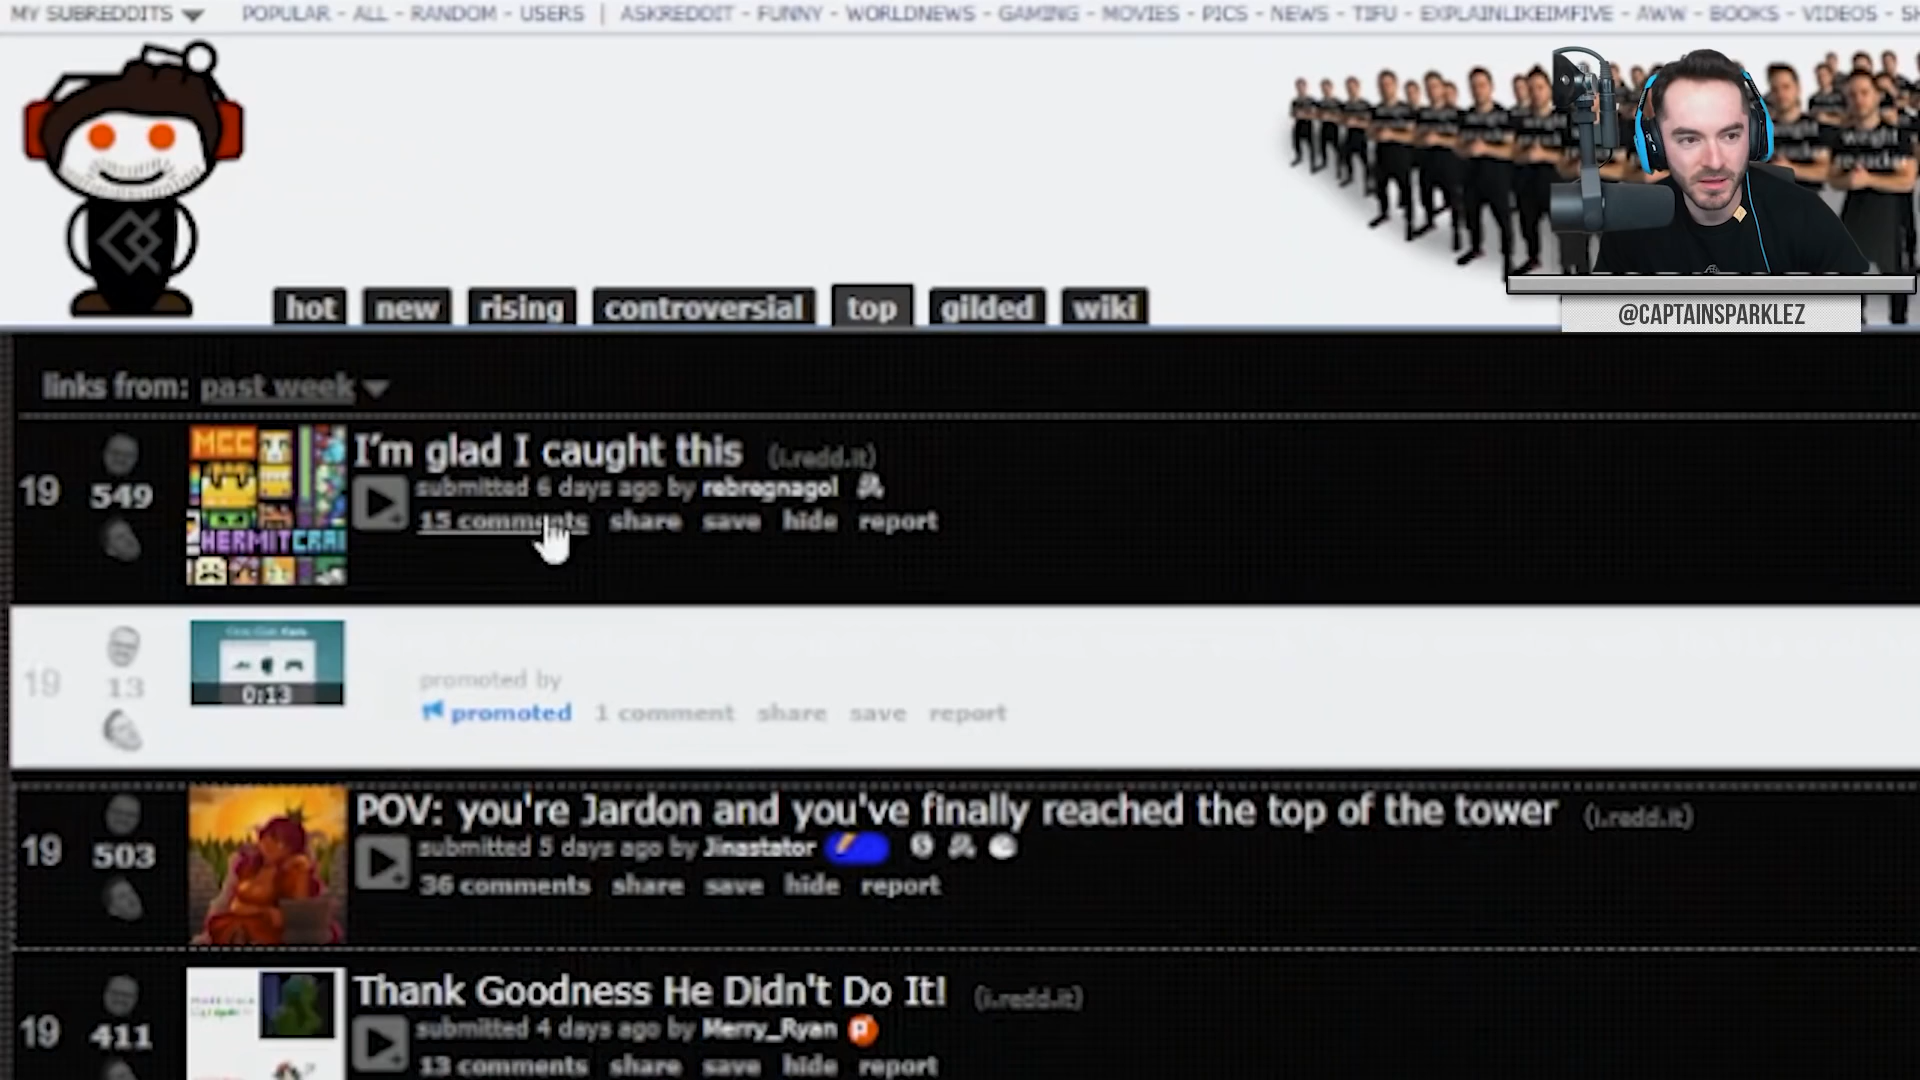 MY SUBREDDITS POPULAR - ALL - RANDOM - USERS | ASKREDDIT - FUNNY - WORLDNEWS - GAMING - MOVIES - PICS - NEWS - TIFU - EXPLAINLIKEIMFIVE - AWW - BOOKS - VIDEOS -
hot new rising controversial top gilded wiki
@CAPTAINSPARKLEZ
links from: past week
19 549
MCC
HERMITCRA
I'm glad I caught this (i.redd.it)
submitted 6 days ago by rebregnagol
15 comments share save hide report
19 13
0:13
promoted by
promoted 1 comment share save report
19 503
POV: you're Jardon and you've finally reached the top of the tower (i.redd.it)
submitted 5 days ago by Jinastator
36 comments share save hide report
19 411
Thank Goodness He Didn't Do It! (i.redd.it)
submitted 4 days ago by Merry_Ryan
13 comments share save hide report